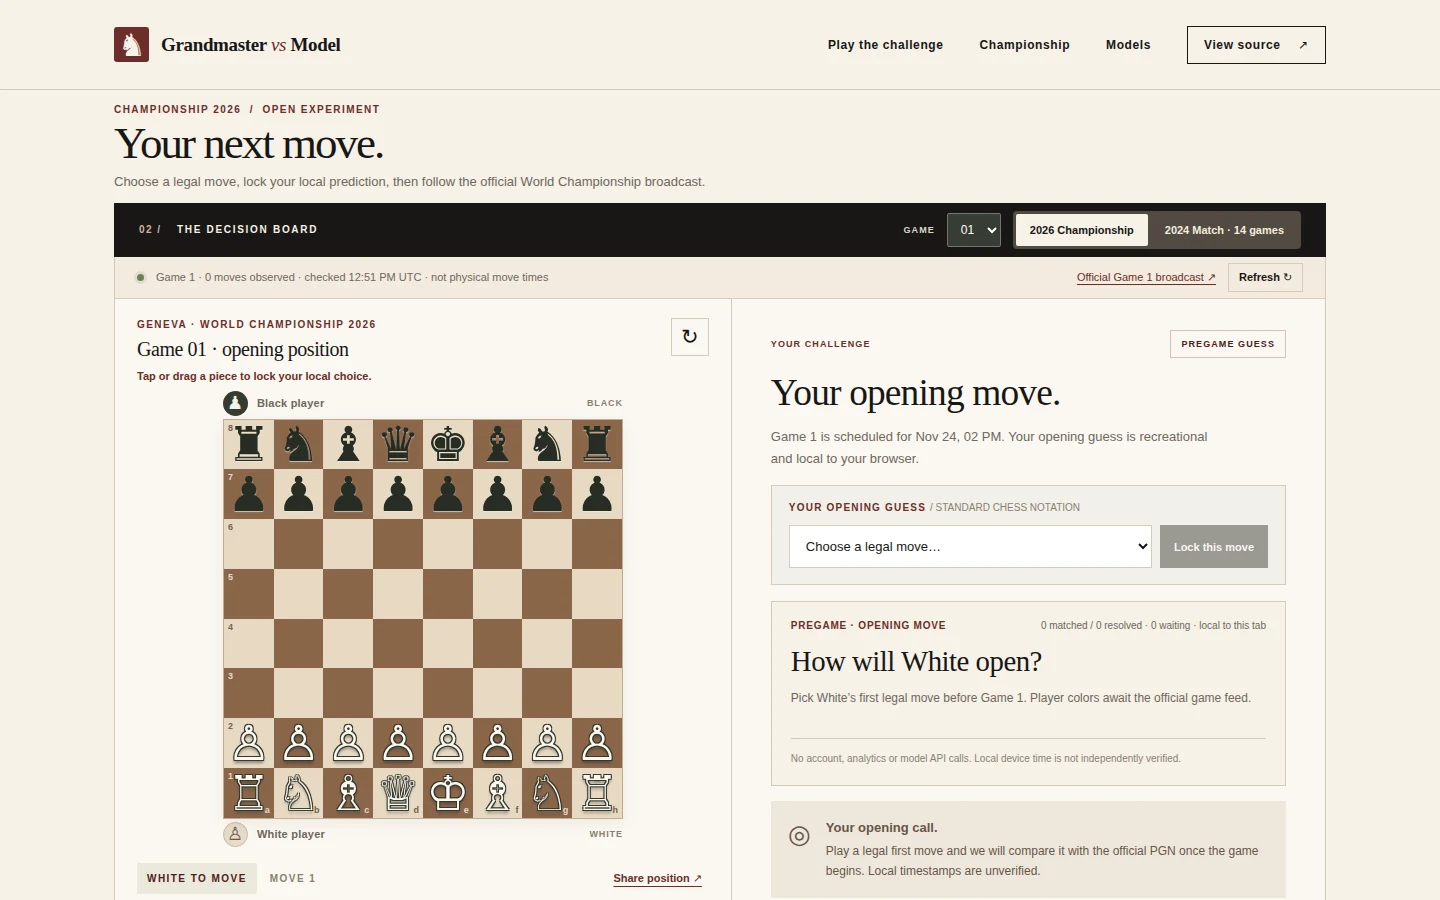 Grandmaster vs Model
Play the challenge
Championship
Models
View source ↗
CHAMPIONSHIP 2026 / OPEN EXPERIMENT
Your next move.
Choose a legal move, lock your local prediction, then follow the official World Championship broadcast.
02 / THE DECISION BOARD
GAME 01
2026 Championship
2024 Match · 14 games
Game 1 · 0 moves observed · checked 12:51 PM UTC · not physical move times
Official Game 1 broadcast ↗
Refresh ↻
GENEVA · WORLD CHAMPIONSHIP 2026
Game 01 · opening position
↻
Tap or drag a piece to lock your local choice.
Black player
BLACK
8
7
6
5
4
3
2
1
a b c d e f g h
White player
WHITE
WHITE TO MOVE
MOVE 1
Share position ↗
YOUR CHALLENGE
PREGAME GUESS
Your opening move.
Game 1 is scheduled for Nov 24, 02 PM. Your opening guess is recreational
and local to your browser.
YOUR OPENING GUESS / STANDARD CHESS NOTATION
Choose a legal move…
Lock this move
PREGAME · OPENING MOVE
0 matched / 0 resolved · 0 waiting · local to this tab
How will White open?
Pick White’s first legal move before Game 1. Player colors await the official game feed.
No account, analytics or model API calls. Local device time is not independently verified.
Your opening call.
Play a legal first move and we will compare it with the official PGN once the game
begins. Local timestamps are unverified.